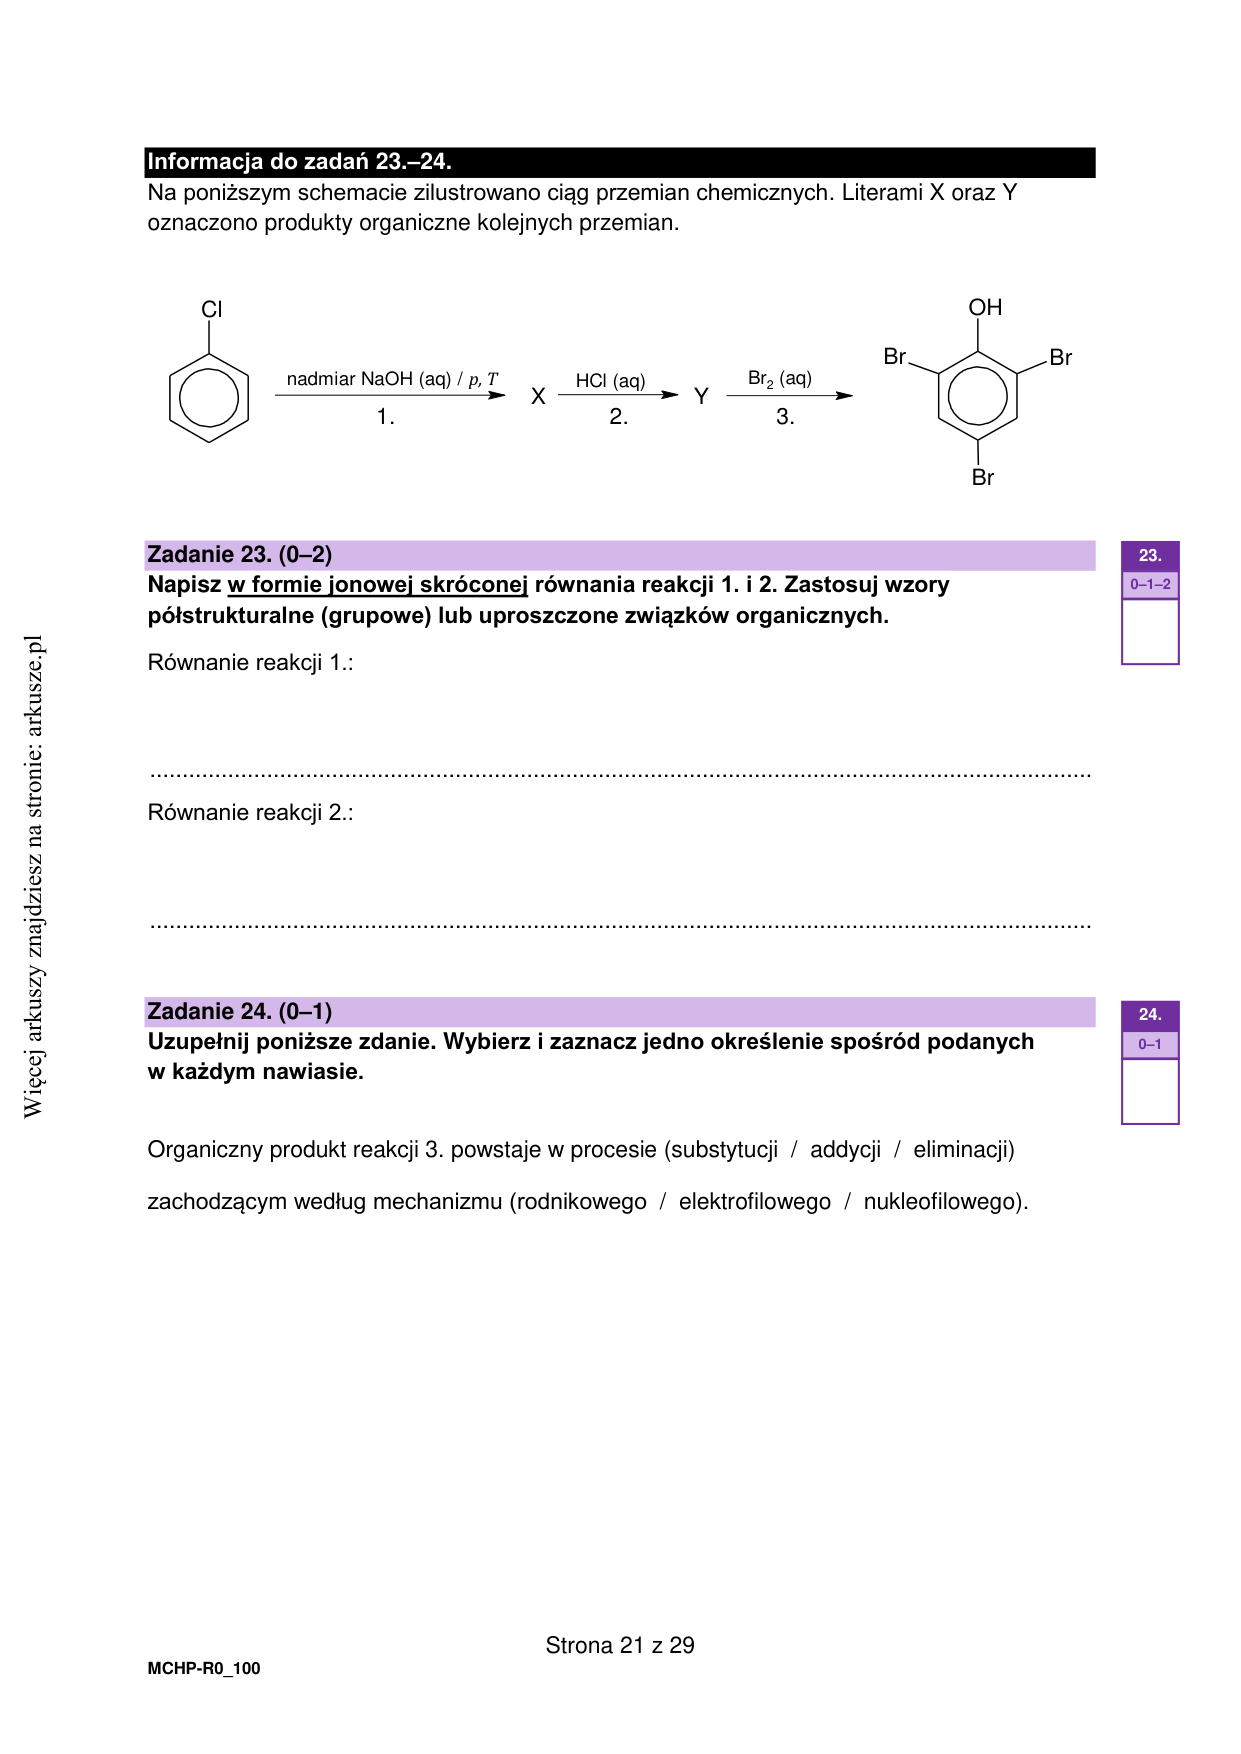 Informacja do zadań 23.–24.
Na poniższym schemacie zilustrowano ciąg przemian chemicznych. Literami X oraz Y
oznaczono produkty organiczne kolejnych przemian.
Cl
nadmiar NaOH (aq) / p, T
1.
X
HCl (aq)
2.
Y
Br₂ (aq)
3.
OH
Br
Br
Br
Zadanie 23. (0–2)
23.
0–1–2
Napisz w formie jonowej skróconej równania reakcji 1. i 2. Zastosuj wzory
półstrukturalne (grupowe) lub uproszczone związków organicznych.
Równanie reakcji 1.:
Równanie reakcji 2.:
Zadanie 24. (0–1)
24.
0–1
Uzupełnij poniższe zdanie. Wybierz i zaznacz jedno określenie spośród podanych
w każdym nawiasie.
Organiczny produkt reakcji 3. powstaje w procesie (substytucji / addycji / eliminacji)
zachodzącym według mechanizmu (rodnikowego / elektrofilowego / nukleofilowego).
Więcej arkuszy znajdziesz na stronie: arkusze.pl
Strona 21 z 29
MCHP-R0_100